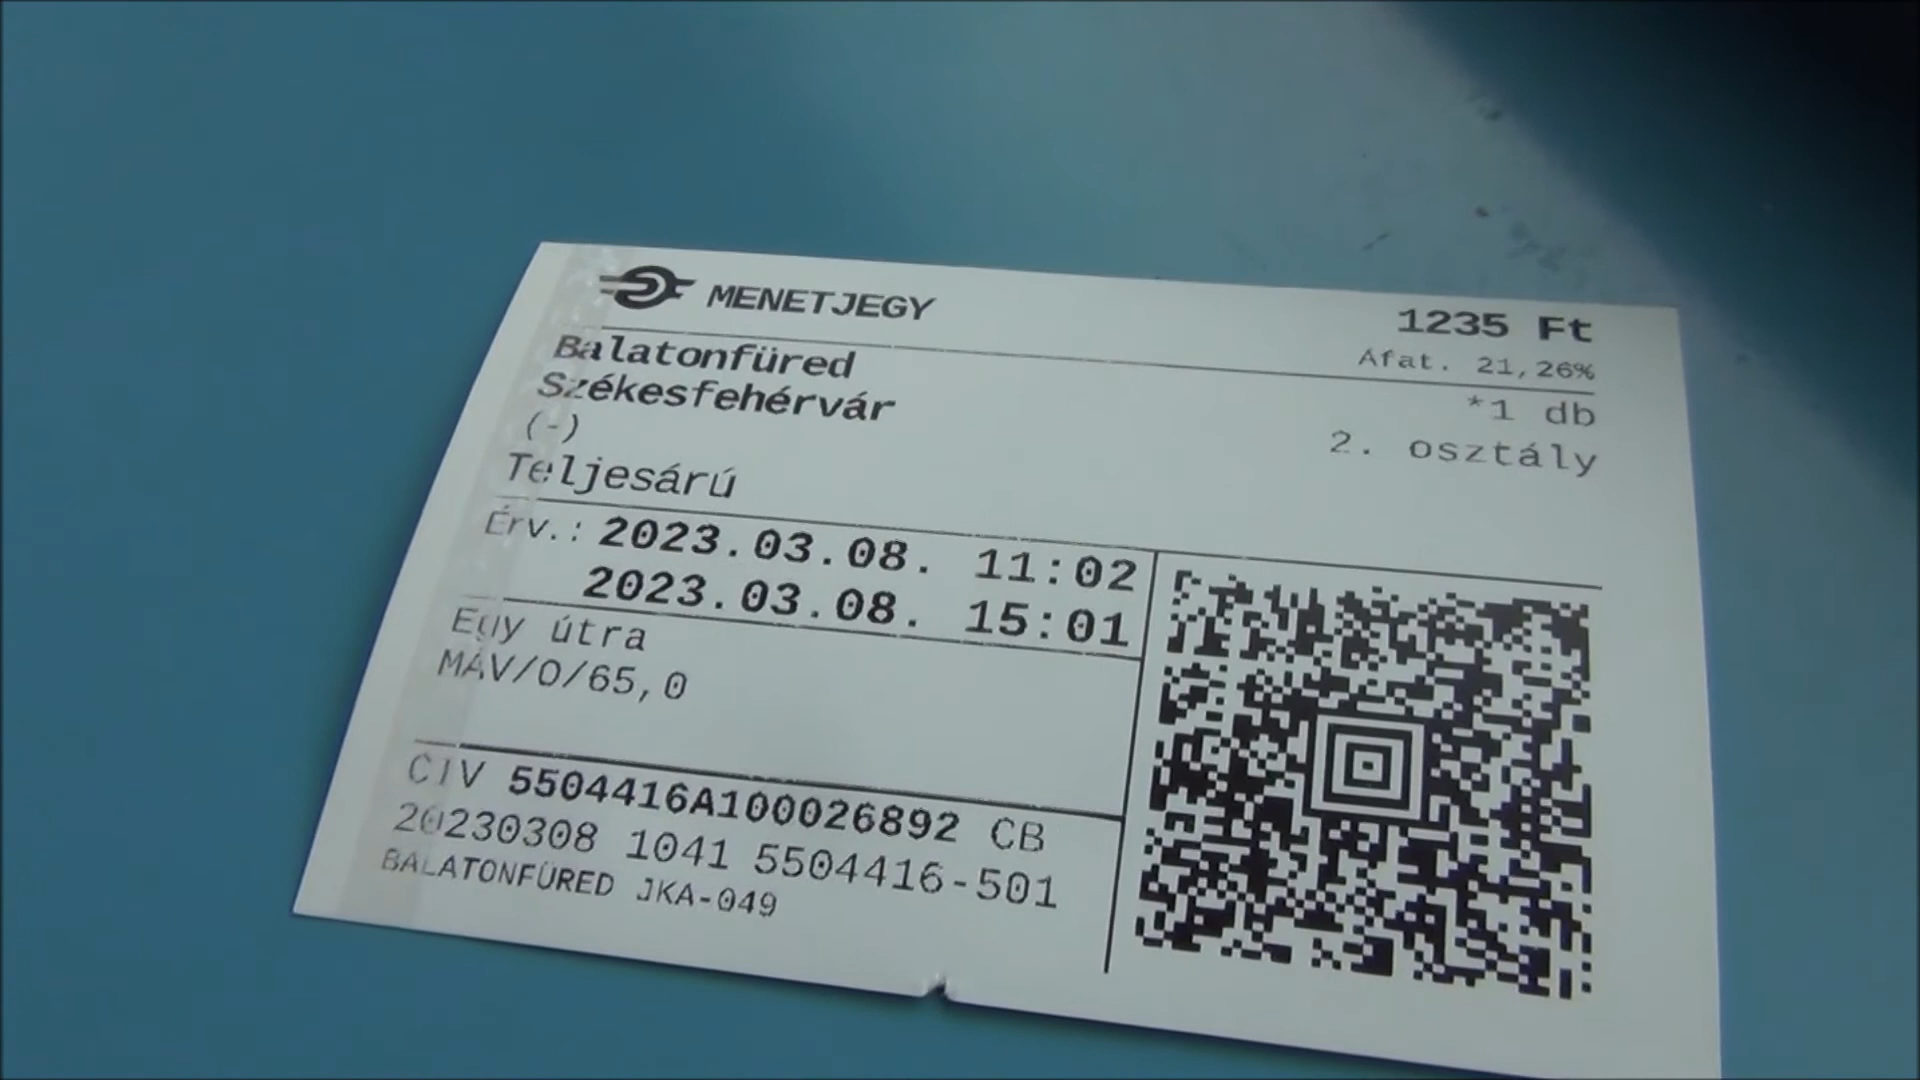 MENETJEGY 1235 Ft
Áfat. 21,26%
Balatonfüred
Székesfehérvár *1 db
(-) 2. osztály
Teljesárú
Érv.: 2023.03.08. 11:02
2023.03.08. 15:01
Egy útra
MÁV/O/65,0
CIV 5504416A100026892 CB
20230308 1041 5504416-501
BALATONFÜRED JKA-049